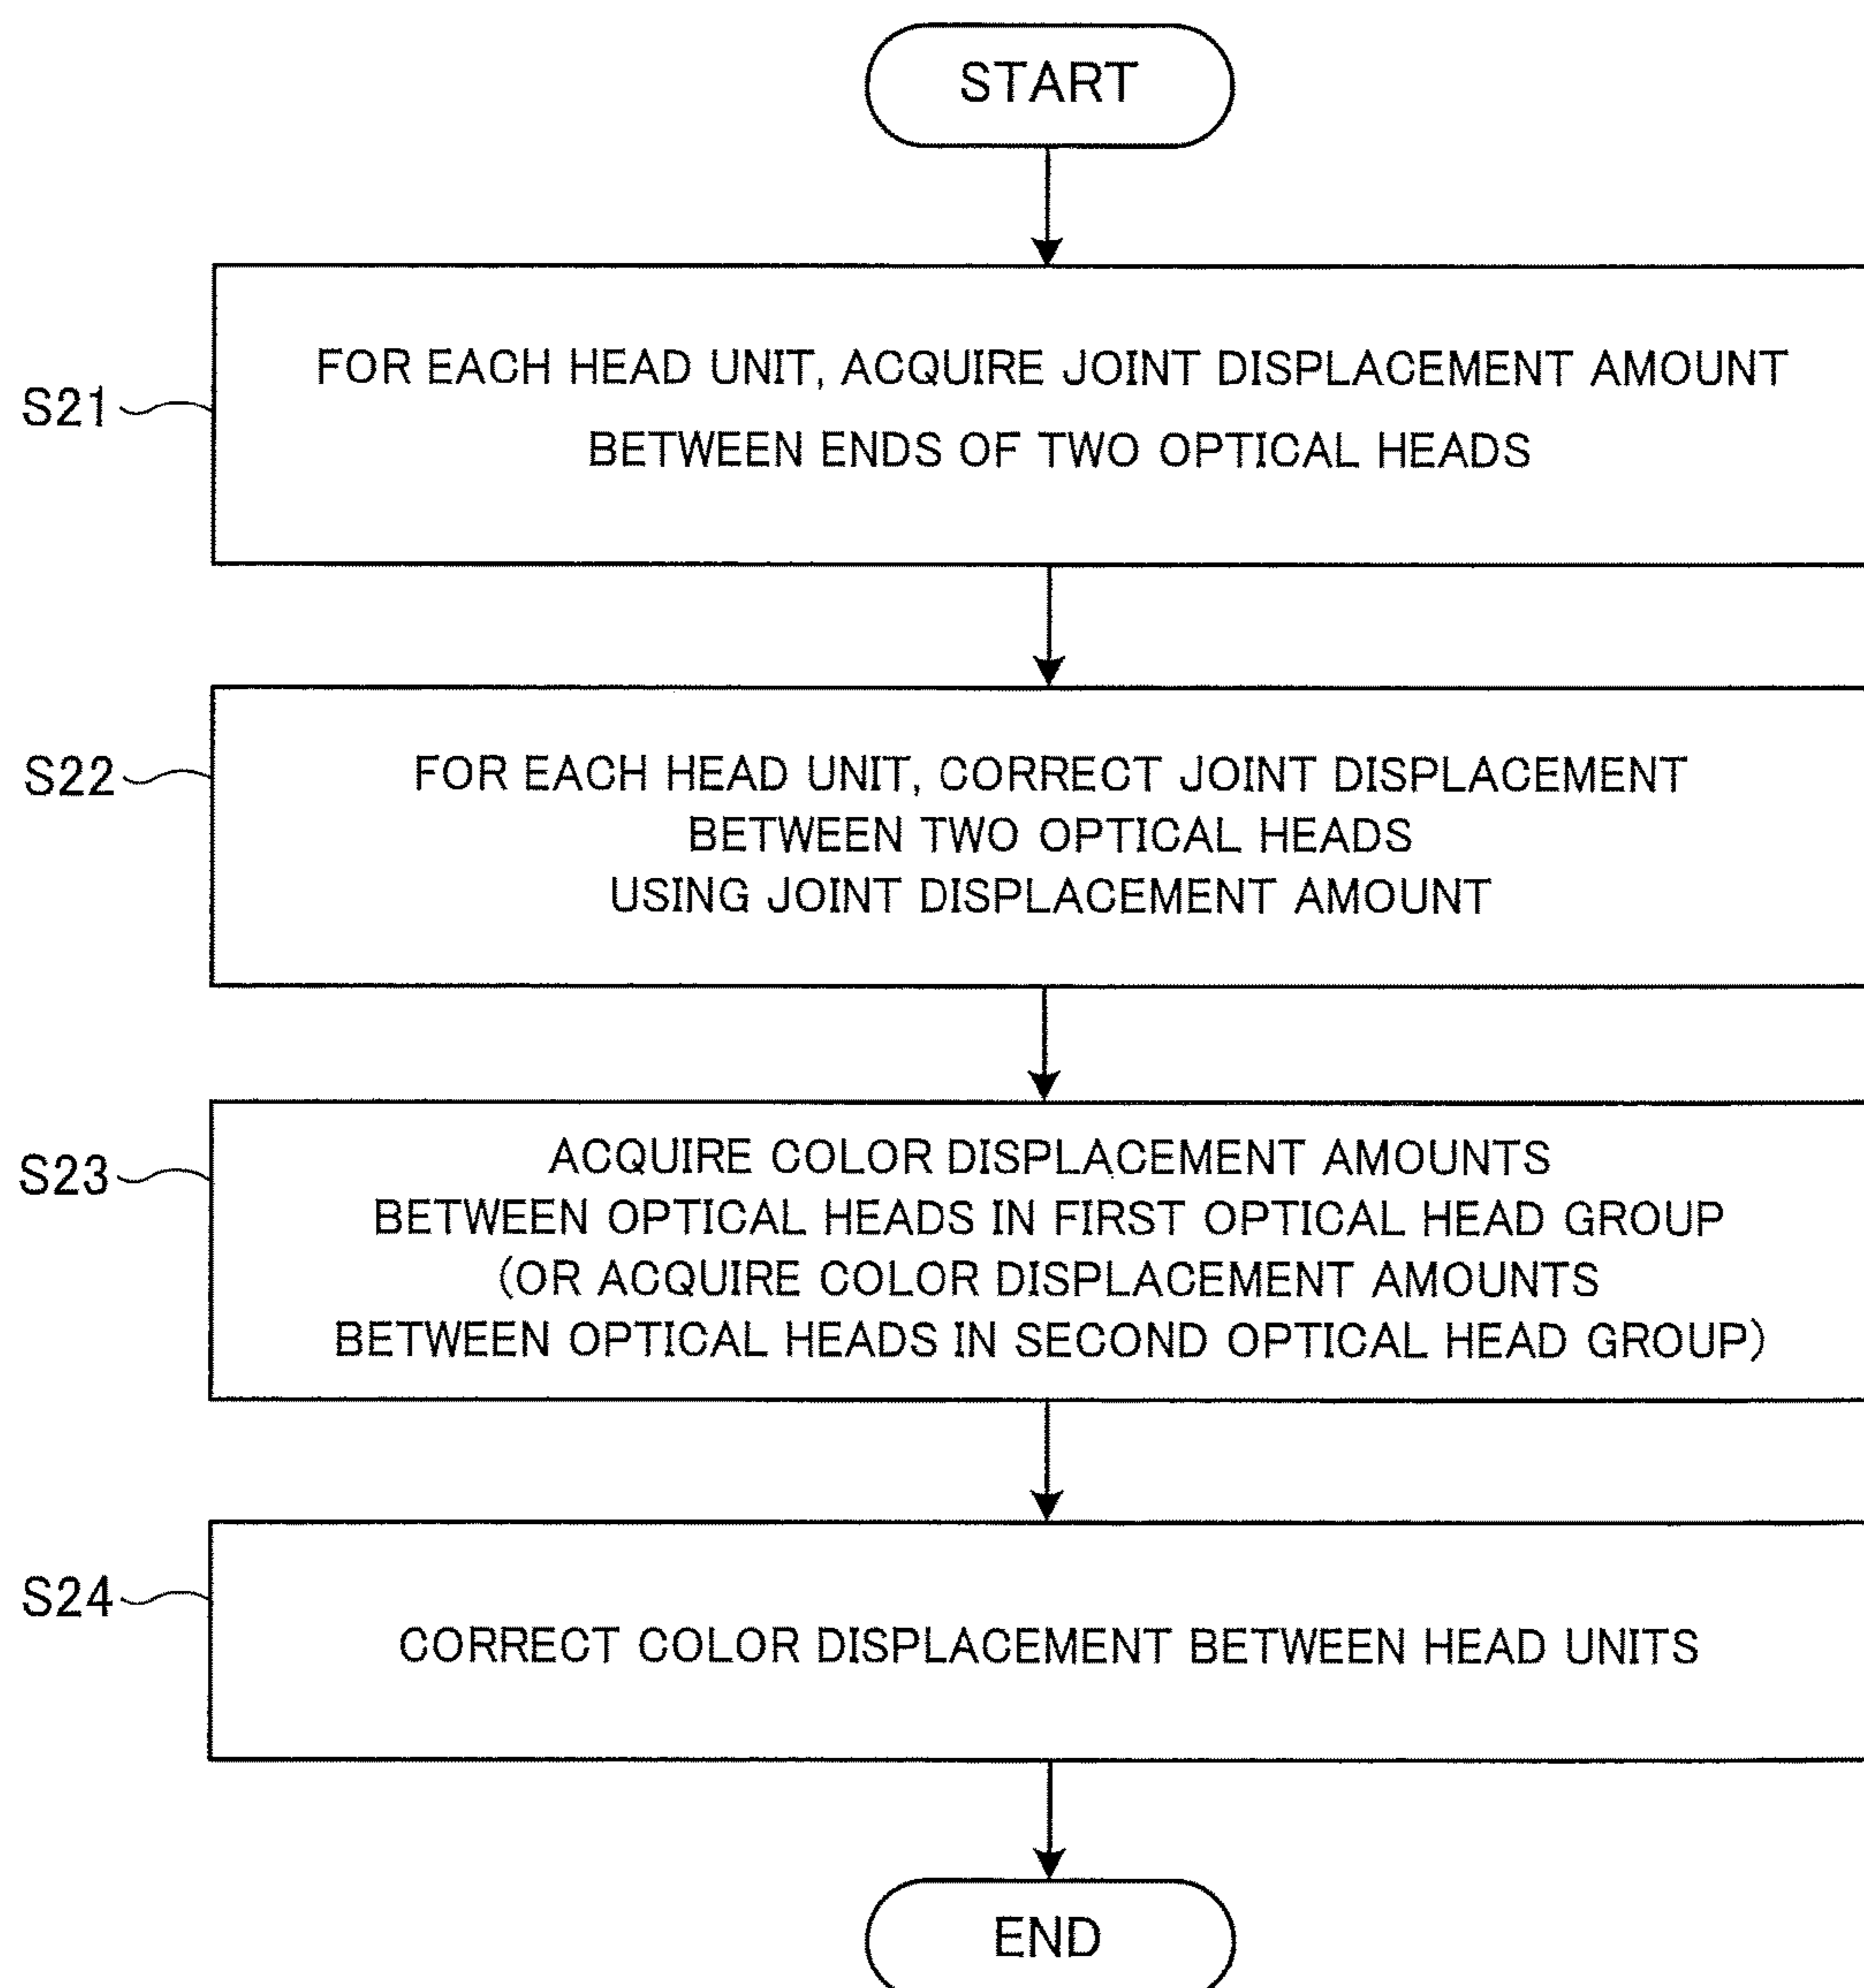 START
S21
FOR EACH HEAD UNIT, ACQUIRE JOINT DISPLACEMENT AMOUNT
BETWEEN ENDS OF TWO OPTICAL HEADS
S22
FOR EACH HEAD UNIT, CORRECT JOINT DISPLACEMENT
BETWEEN TWO OPTICAL HEADS
USING JOINT DISPLACEMENT AMOUNT
S23
ACQUIRE COLOR DISPLACEMENT AMOUNTS
BETWEEN OPTICAL HEADS IN FIRST OPTICAL HEAD GROUP
(OR ACQUIRE COLOR DISPLACEMENT AMOUNTS
BETWEEN OPTICAL HEADS IN SECOND OPTICAL HEAD GROUP)
S24
CORRECT COLOR DISPLACEMENT BETWEEN HEAD UNITS
END